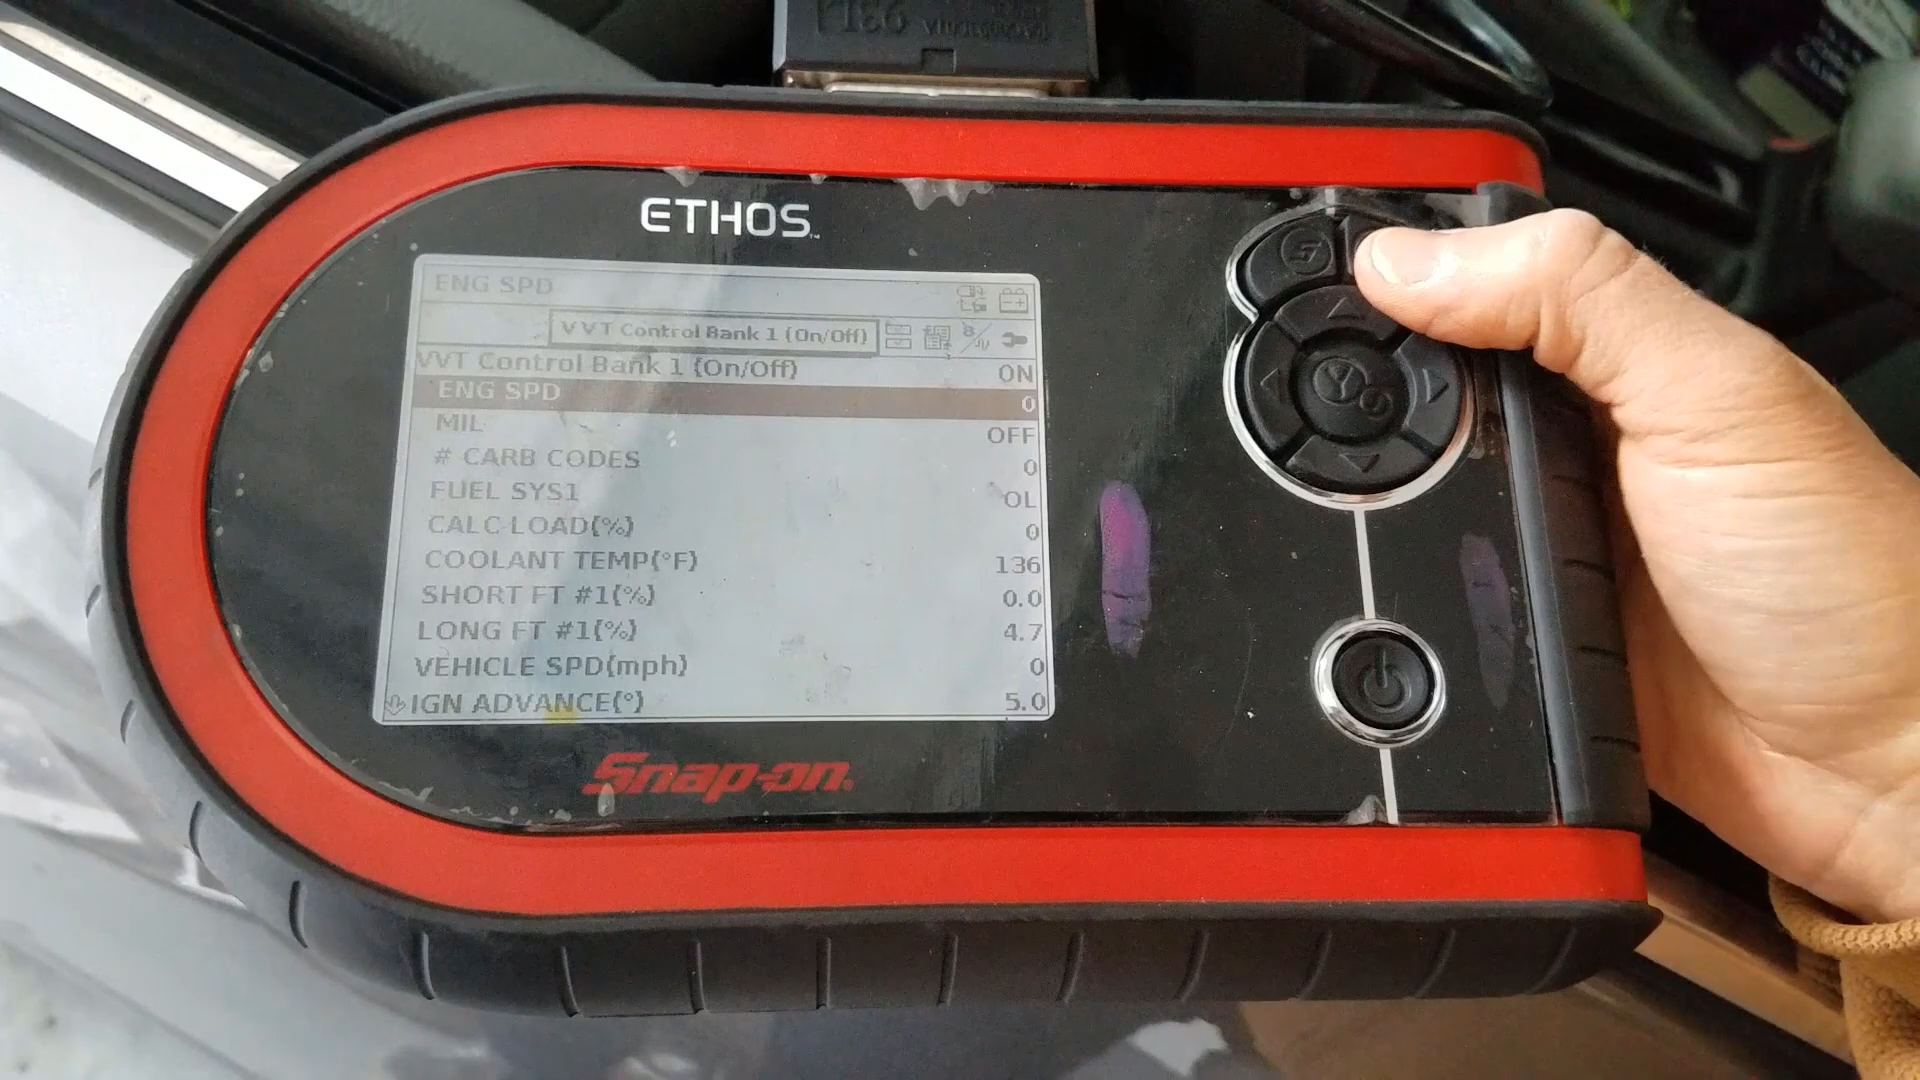 ETHOS™
ENG SPD
VVT Control Bank 1 (On/Off)
VVT Control Bank 1 (On/Off) ON
ENG SPD 0
MIL OFF
# CARB CODES 0
FUEL SYS1 OL
CALC LOAD(%) 0
COOLANT TEMP(°F) 136
SHORT FT #1(%) 0.0
LONG FT #1(%) 4.7
VEHICLE SPD(mph) 0
IGN ADVANCE(°) 5.0
Snap-on
Y